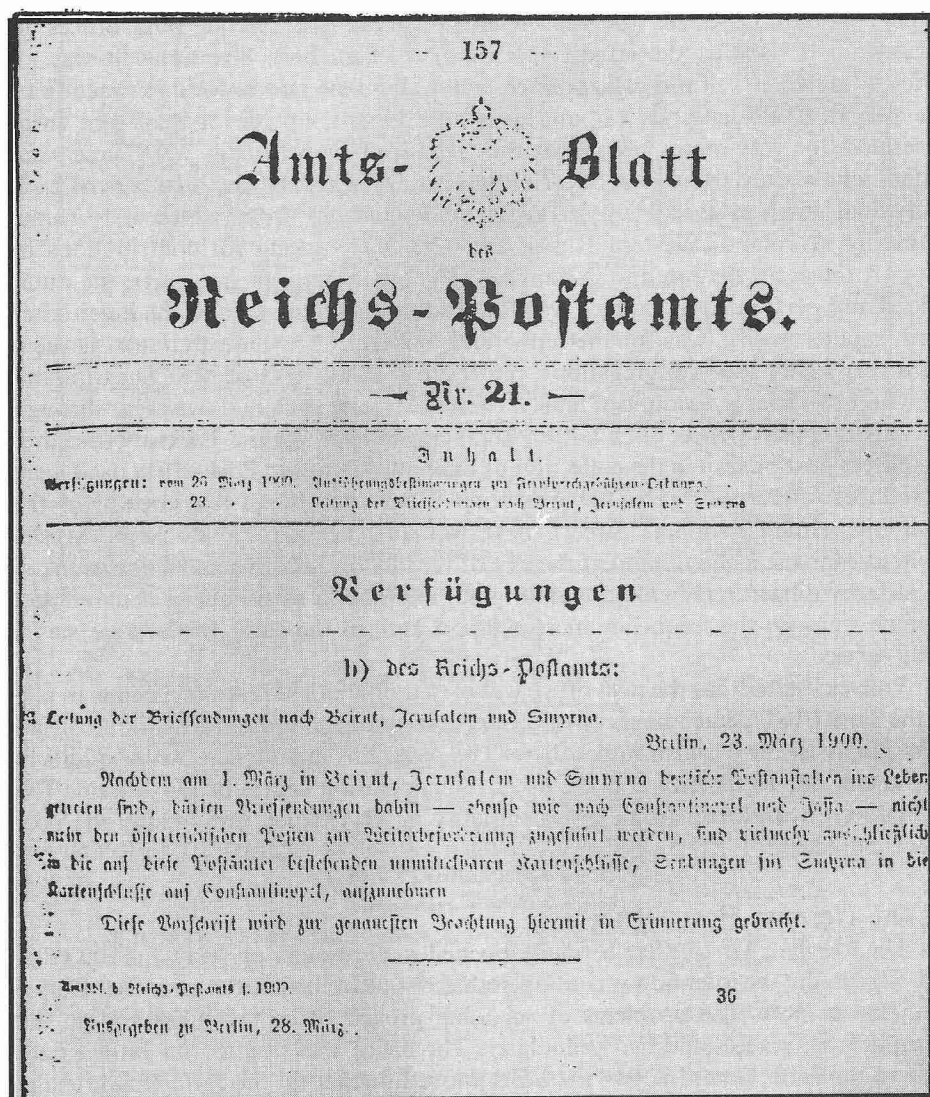 157
Amts- Blatt
des
Reichs-Postamts.
Nr. 21.
Inhalt.
Verfügungen: vom 26 März 1900. Ausführungsbestimmungen zur Fernsprechgebühren-Ordnung.
23. Leitung der Briefsendungen nach Beirut, Jerusalem und Smyrna
Verfügungen
b) des Reichs-Postamts:
Leitung der Briefsendungen nach Beirut, Jerusalem und Smyrna.
Berlin, 23. März 1900.
Nachdem am 1. März in Beirut, Jerusalem und Smyrna deutsche Postanstalten ins Leben
getreten sind, dürfen Briefsendungen dahin — ebenso wie nach Constantinopel und Jaffa — nicht
mehr den österreichischen Posten zur Weiterbeförderung zugeführt werden, sind vielmehr ausschließlich
in die auf diese Postämter bestehenden unmittelbaren Kartenschlüsse, Sendungen für Smyrna in die
Kartenschlüsse auf Constantinopel, aufzunehmen
Diese Vorschrift wird zur genauesten Beachtung hiermit in Erinnerung gebracht.
Amtsbl. d. Reichs-Postamts f. 1900.
36
Ausgegeben zu Berlin, 28. März.